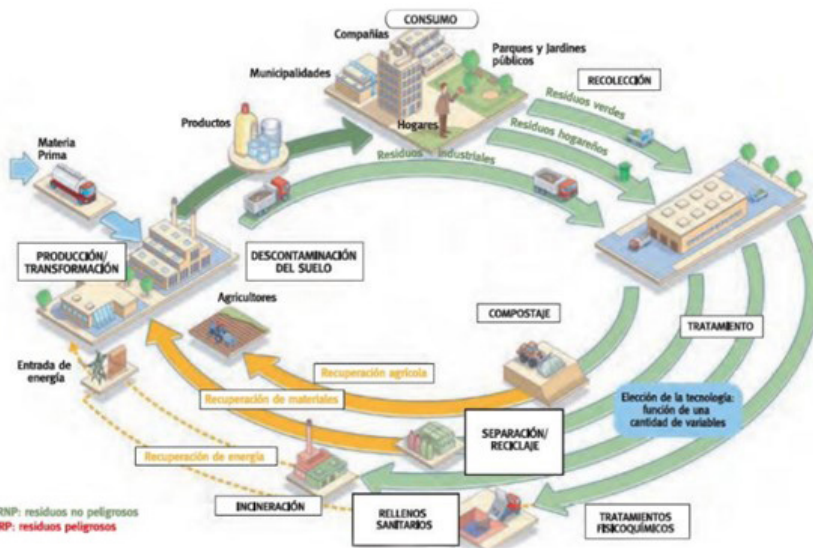 CONSUMO
Compañías
Parques y Jardines
públicos
Municipalidades
RECOLECCIÓN
Residuos verdes
Productos
Hogares
Residuos hogareños
Materia
Prima
Residuos industriales
PRODUCCIÓN/
TRANSFORMACIÓN
DESCONTAMINACIÓN
DEL SUELO
Agricultores
COMPOSTAJE
TRATAMIENTO
Entrada de
energía
Recuperación agrícola
Recuperación de materiales
Elección de la tecnología:
función de una
cantidad de variables
SEPARACIÓN/
RECICLAJE
Recuperación de energía
INCINERACIÓN
RELLENOS
SANITARIOS
TRATAMIENTOS
FISICOQUÍMICOS
RNP: residuos no peligrosos
RP: residuos peligrosos